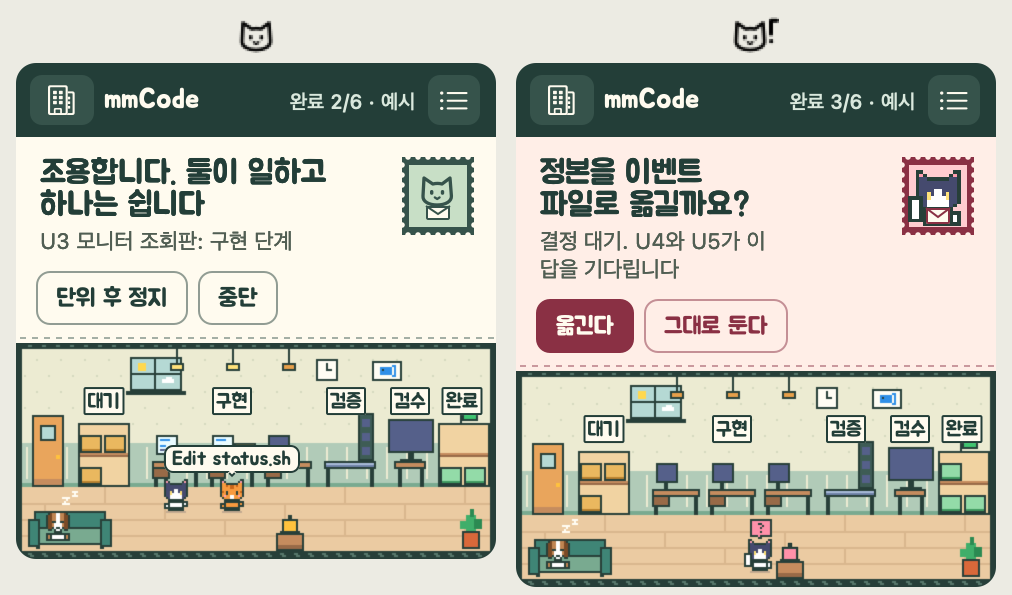 mmCode
완료 2/6 · 예시
조용합니다. 둘이 일하고
하나는 쉽니다
U3 모니터 조회판: 구현 단계
단위 후 정지
중단
대기
구현
검증
검수
완료
Edit status.sh
z z
mmCode
완료 3/6 · 예시
정본을 이벤트
파일로 옮길까요?
결정 대기. U4와 U5가 이
답을 기다립니다
옮긴다
그대로 둔다
대기
구현
검증
검수
완료
?
z z